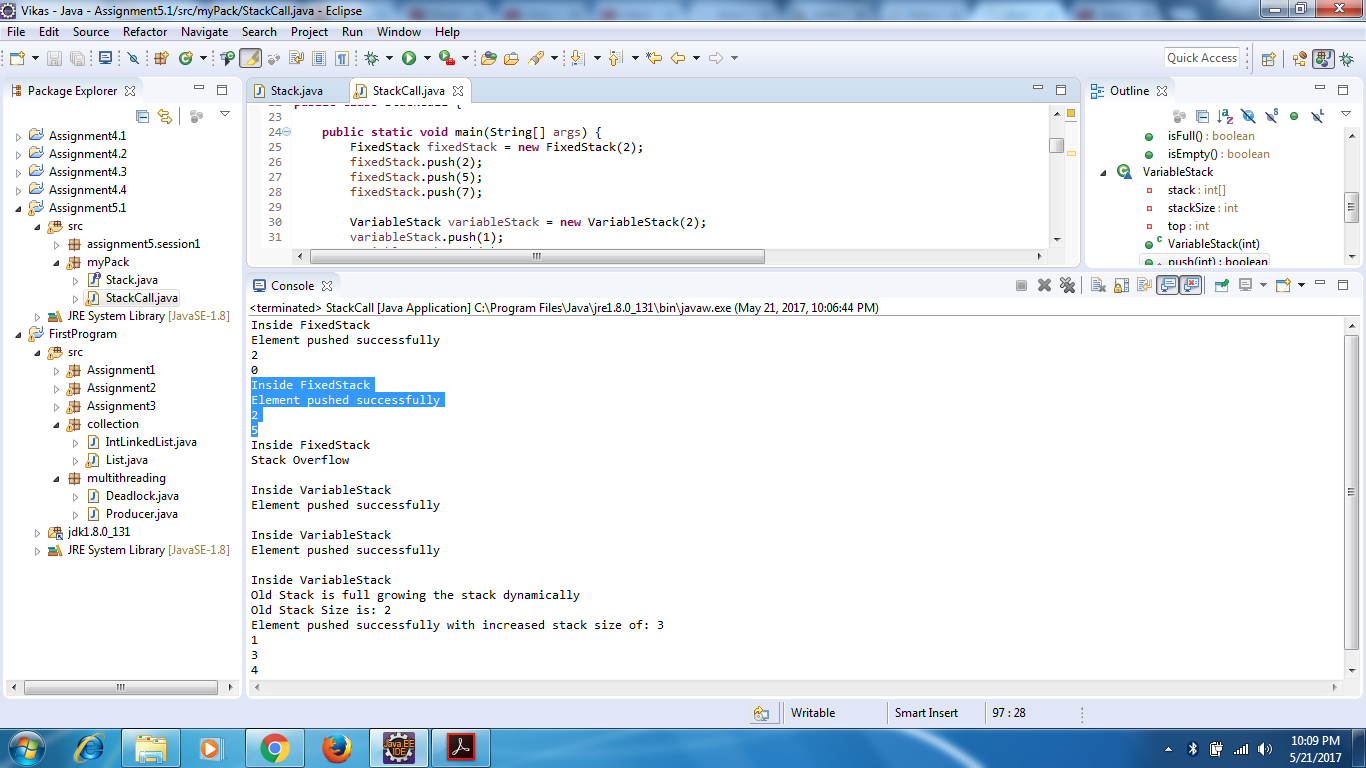 Vikas - Java - Assignment5.1/src/myPack/StackCall.java - Eclipse
File Edit Source Refactor Navigate Search Project Run Window Help
Quick Access
Package Explorer
Assignment4.1
Assignment4.2
Assignment4.3
Assignment4.4
Assignment5.1
src
assignment5.session1
myPack
Stack.java
StackCall.java
JRE System Library [JavaSE-1.8]
FirstProgram
src
Assignment1
Assignment2
Assignment3
collection
IntLinkedList.java
List.java
multithreading
Deadlock.java
Producer.java
jdk1.8.0_131
JRE System Library [JavaSE-1.8]
Stack.java StackCall.java
23
24 public static void main(String[] args) {
25 FixedStack fixedStack = new FixedStack(2);
26 fixedStack.push(2);
27 fixedStack.push(5);
28 fixedStack.push(7);
29
30 VariableStack variableStack = new VariableStack(2);
31 variableStack.push(1);
Outline
isFull() : boolean
isEmpty() : boolean
VariableStack
stack : int[]
stackSize : int
top : int
VariableStack(int)
push(int) : boolean
Console
<terminated> StackCall [Java Application] C:\Program Files\Java\jre1.8.0_131\bin\javaw.exe (May 21, 2017, 10:06:44 PM)
Inside FixedStack
Element pushed successfully
2
0
Inside FixedStack
Element pushed successfully
2
5
Inside FixedStack
Stack Overflow
Inside VariableStack
Element pushed successfully
Inside VariableStack
Element pushed successfully
Inside VariableStack
Old Stack is full growing the stack dynamically
Old Stack Size is: 2
Element pushed successfully with increased stack size of: 3
1
3
4
Writable Smart Insert 97 : 28
Java EE
IDE
10:09 PM
5/21/2017